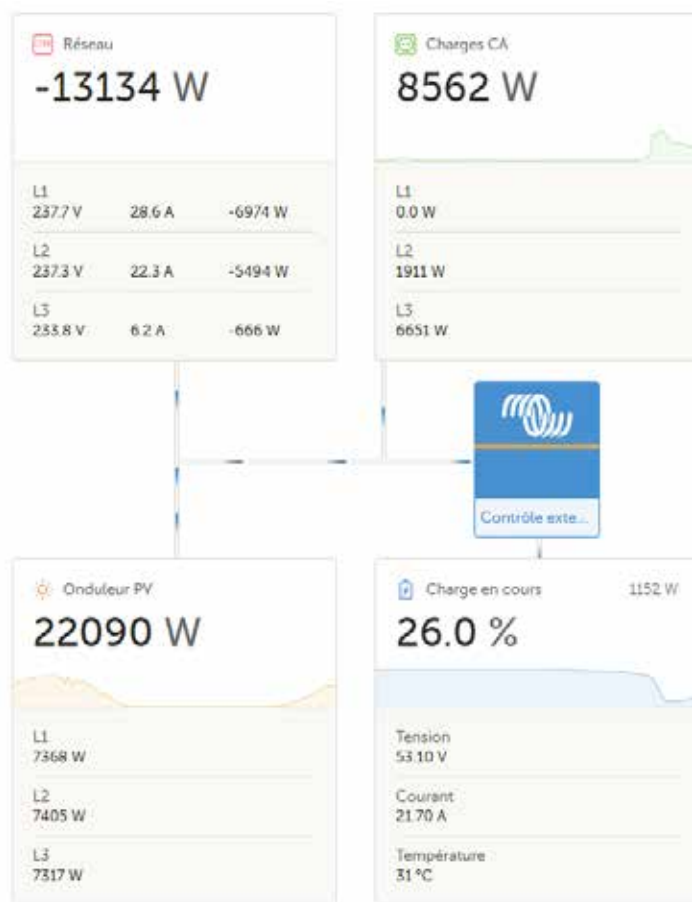 Réseau
-13134 W
L1
237.7 V 28.6 A -6974 W
L2
237.3 V 22.3 A -5494 W
L3
233.8 V 6.2 A -666 W
Charges CA
8562 W
L1
0.0 W
L2
1911 W
L3
6651 W
Contrôle exte...
Onduleur PV
22090 W
L1
7368 W
L2
7405 W
L3
7317 W
Charge en cours 1152 W
26.0 %
Tension
53.10 V
Courant
21.70 A
Température
31 °C